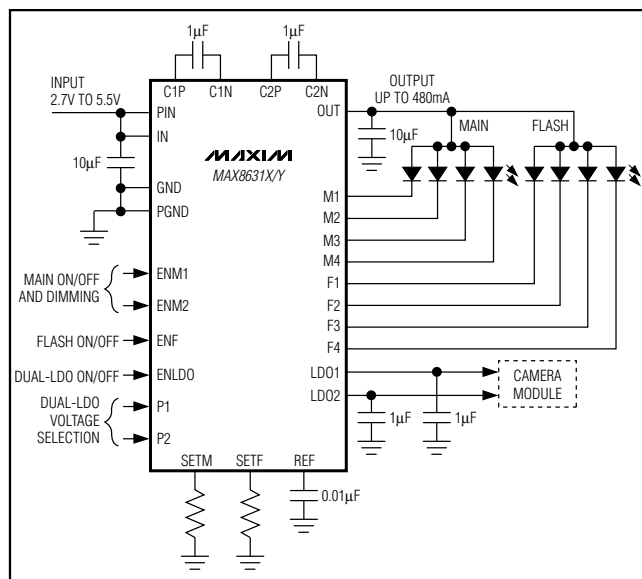 1µF
1µF
INPUT
2.7V TO 5.5V
C1P
C1N
C2P
C2N
OUTPUT
UP TO 480mA
PIN
OUT
IN
10µF
MAIN
FLASH
10µF
MAXIM
MAX8631X/Y
GND
PGND
M1
M2
M3
M4
MAIN ON/OFF
AND DIMMING
ENM1
ENM2
F1
F2
F3
F4
FLASH ON/OFF
ENF
DUAL-LDO ON/OFF
ENLDO
LDO1
LDO2
CAMERA
MODULE
DUAL-LDO
VOLTAGE
SELECTION
P1
P2
1µF
1µF
SETM
SETF
REF
0.01µF